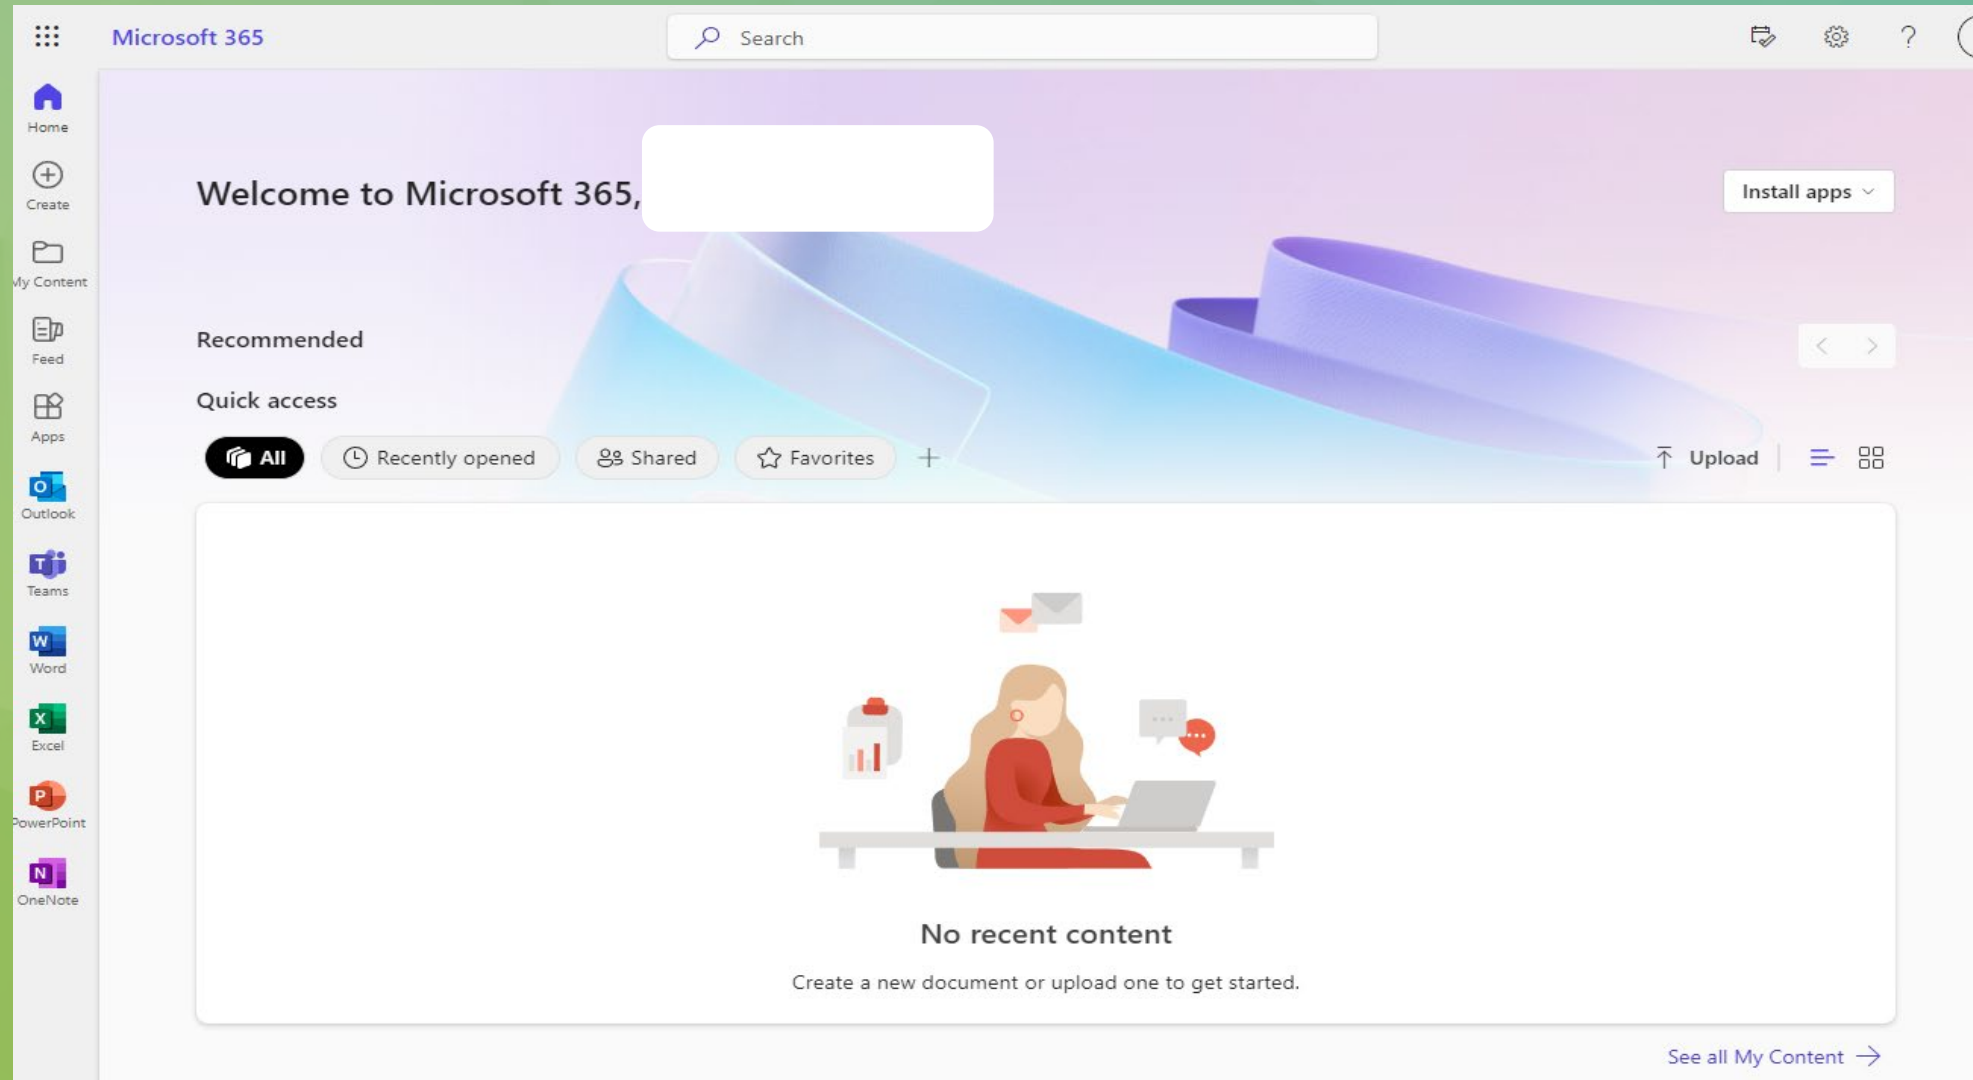 Microsoft 365
Search
?
Home
Create
My Content
Feed
Apps
Outlook
Teams
Word
Excel
PowerPoint
OneNote
Welcome to Microsoft 365,
Install apps
Recommended
Quick access
All Recently opened Shared Favorites
Upload
No recent content
Create a new document or upload one to get started.
See all My Content